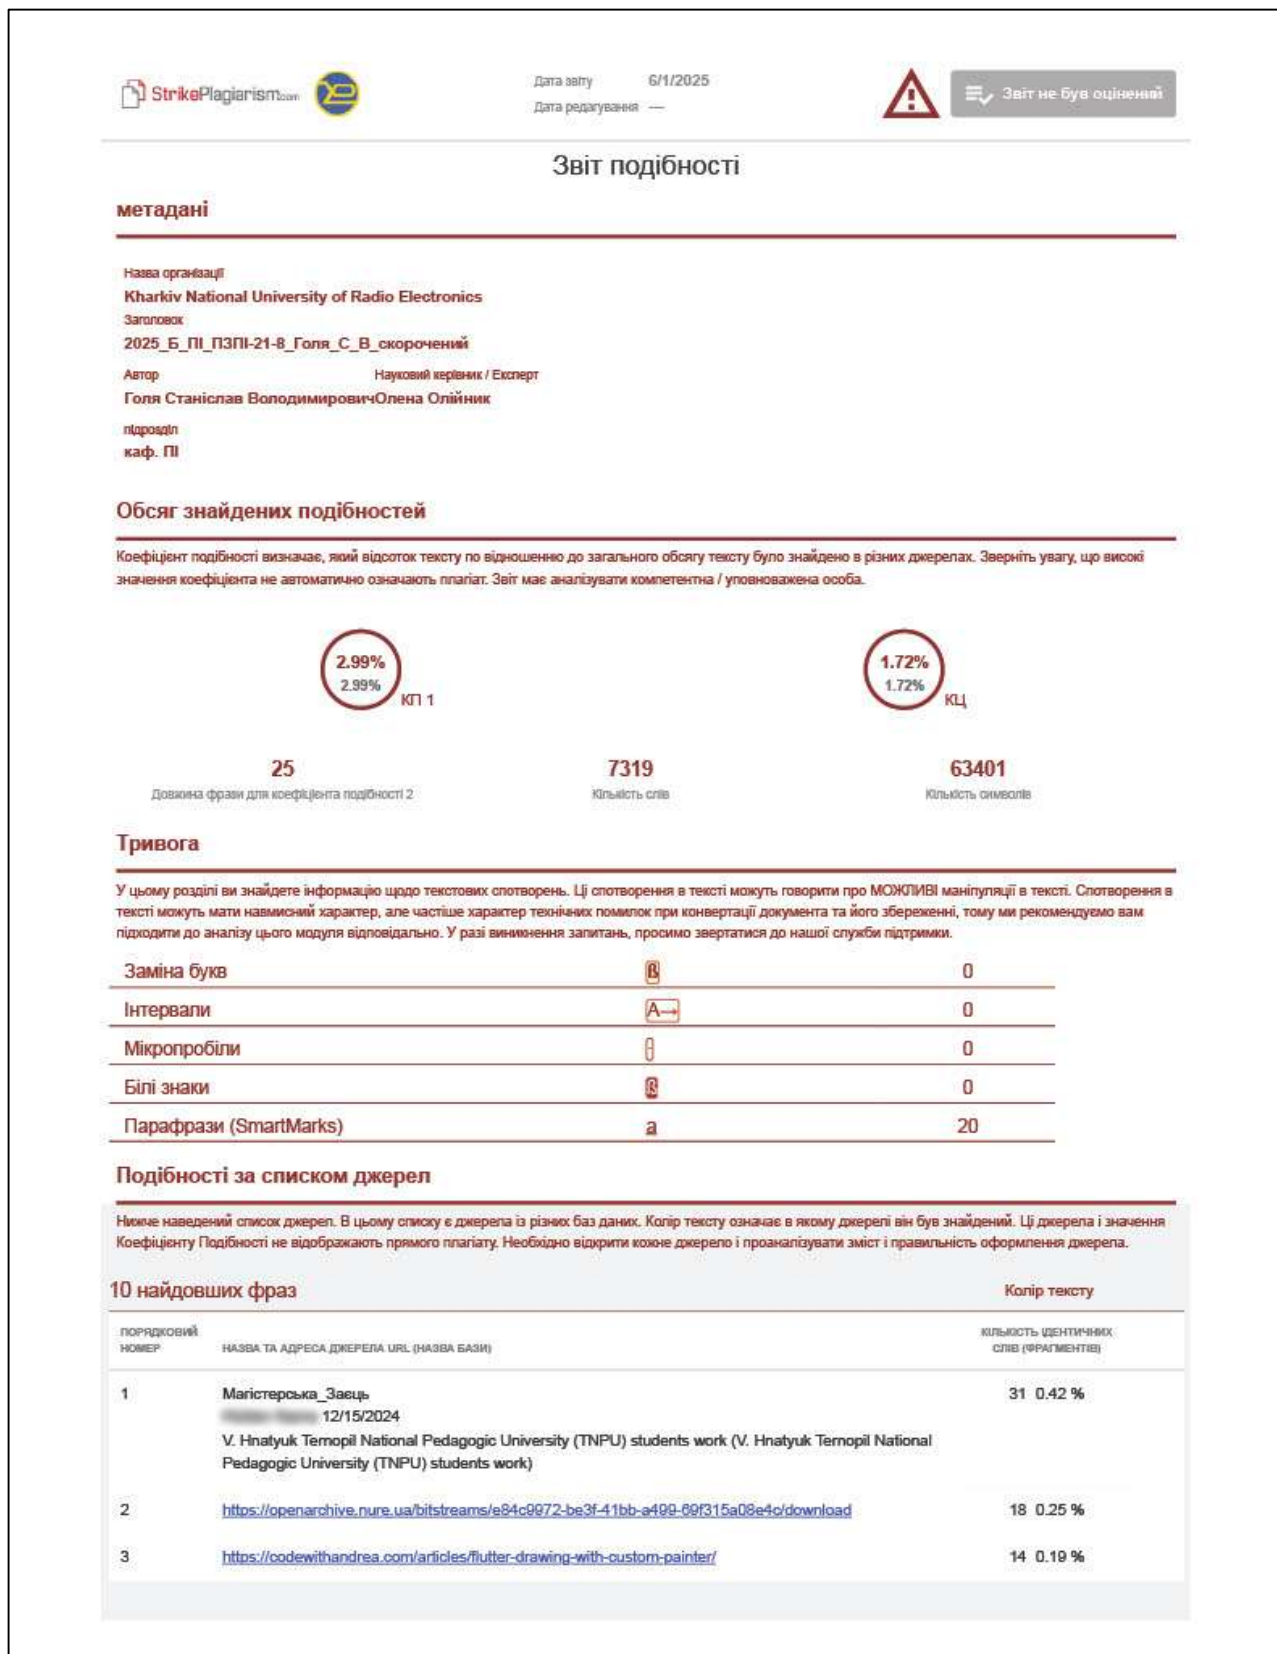 StrikePlagiarism.com
Дата звіту 6/1/2025
Дата редагування —
Звіт не був оцінений
Звіт подібності
метадані
Назва організації
Kharkiv National University of Radio Electronics
Заголовок
2025_Б_ПІ_ПЗПІ-21-8_Голя_С_В_скорочений
Автор Науковий керівник / Експерт
Голя Станіслав ВолодимировичОлена Олійник
підрозділ
каф. ПІ
Обсяг знайдених подібностей
Коефіцієнт подібності визначає, який відсоток тексту по відношенню до загального обсягу тексту було знайдено в різних джерелах. Зверніть увагу, що високі
значення коефіцієнта не автоматично означають плагіат. Звіт має аналізувати компетентна / уповноважена особа.
2.99% 1.72%
2.99% 1.72%
КП 1 КЦ
25 7319 63401
Довжина фрази для коефіцієнта подібності 2 Кількість слів Кількість символів
Тривога
У цьому розділі ви знайдете інформацію щодо текстових спотворень. Ці спотворення в тексті можуть говорити про МОЖЛИВІ маніпуляції в тексті. Спотворення в
тексті можуть мати навмисний характер, але частіше характер технічних помилок при конвертації документа та його збереженні, тому ми рекомендуємо вам
підходити до аналізу цього модуля відповідально. У разі виникнення запитань, просимо звертатися до нашої служби підтримки.
Заміна букв ß 0
Інтервали A→ 0
Мікропробіли 0
Білі знаки ß 0
Парафрази (SmartMarks) a 20
Подібності за списком джерел
Нижче наведений список джерел. В цьому списку є джерела із різних баз даних. Колір тексту означає в якому джерелі він був знайдений. Ці джерела і значення
Коефіцієнту Подібності не відображають прямого плагіату. Необхідно відкрити кожне джерело і проаналізувати зміст і правильність оформлення джерела.
10 найдовших фраз Колір тексту
ПОРЯДКОВИЙ НОМЕР НАЗВА ТА АДРЕСА ДЖЕРЕЛА URL (НАЗВА БАЗИ) КІЛЬКІСТЬ ІДЕНТИЧНИХ СЛІВ (ФРАГМЕНТІВ)
1 Магістерська_Заєць 31 0.42 %
12/15/2024
V. Hnatyuk Ternopil National Pedagogic University (TNPU) students work (V. Hnatyuk Ternopil National
Pedagogic University (TNPU) students work)
2 https://openarchive.nure.ua/bitstreams/e84c9972-be3f-41bb-a499-69f315a08e4c/download 18 0.25 %
3 https://codewithandrea.com/articles/flutter-drawing-with-custom-painter/ 14 0.19 %